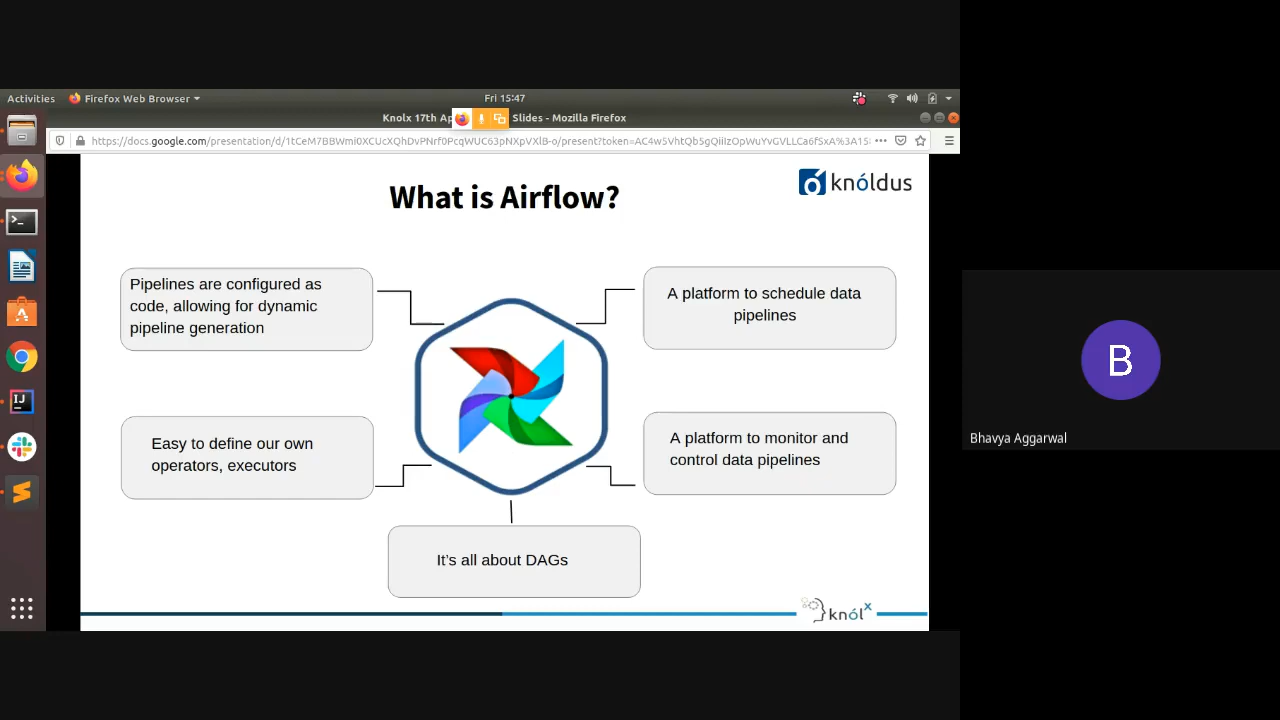 Activities
Firefox Web Browser
Fri 15:47
Knolx 17th Ap
Slides - Mozilla Firefox
What is Airflow?
knóldus
Pipelines are configured as
code, allowing for dynamic
pipeline generation
A platform to schedule data
pipelines
Easy to define our own
operators, executors
A platform to monitor and
control data pipelines
It's all about DAGs
knólx
B
Bhavya Aggarwal